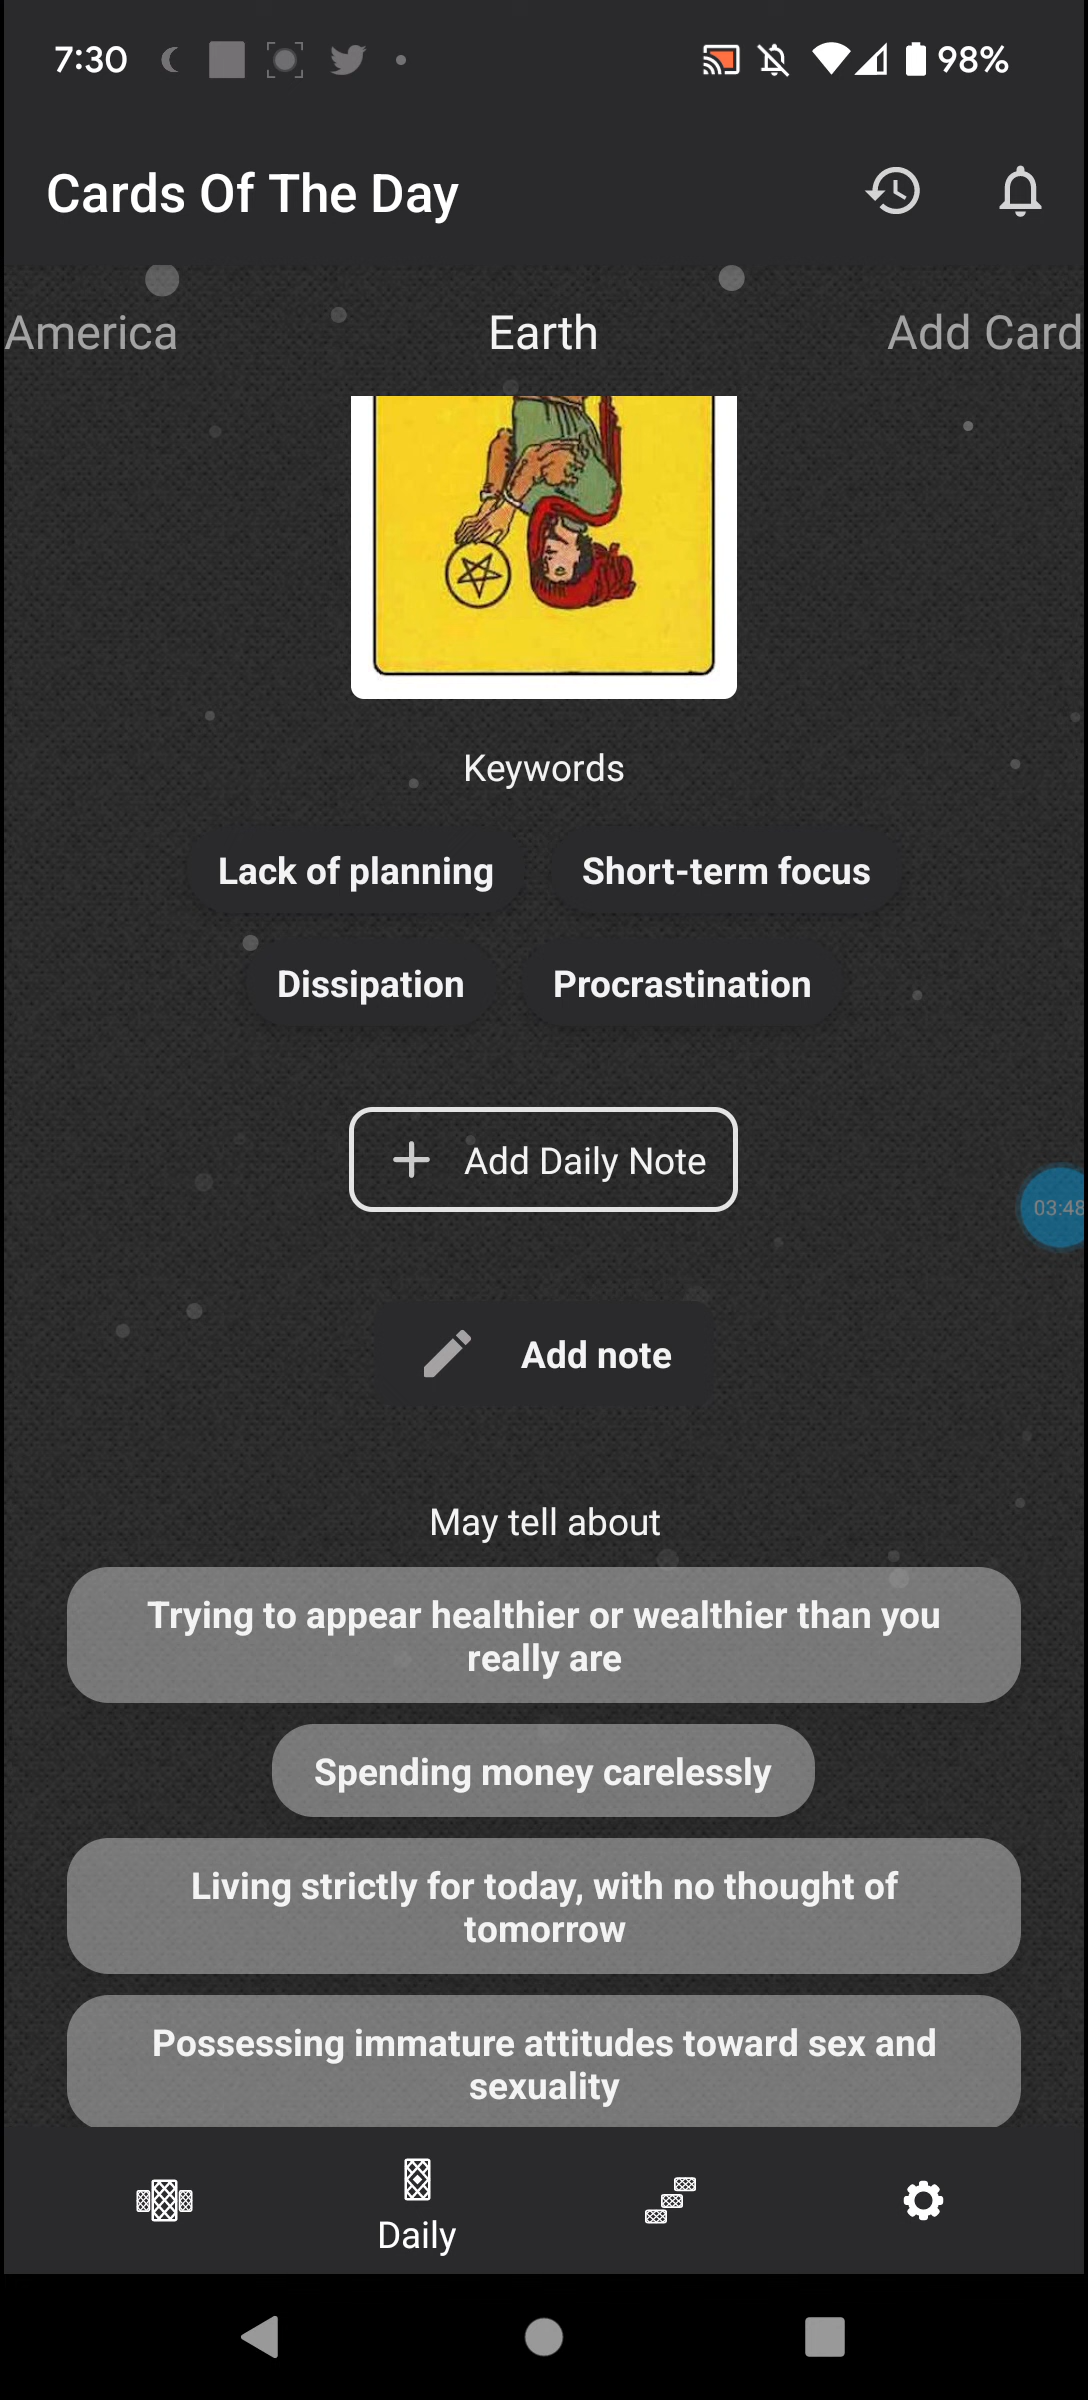 7:30
98%
Cards Of The Day
America
Earth
Add Card
Keywords
Lack of planning
Short-term focus
Dissipation
Procrastination
Add Daily Note
03:48
Add note
May tell about
Trying to appear healthier or wealthier than you
really are
Spending money carelessly
Living strictly for today, with no thought of
tomorrow
Possessing immature attitudes toward sex and
sexuality
Daily